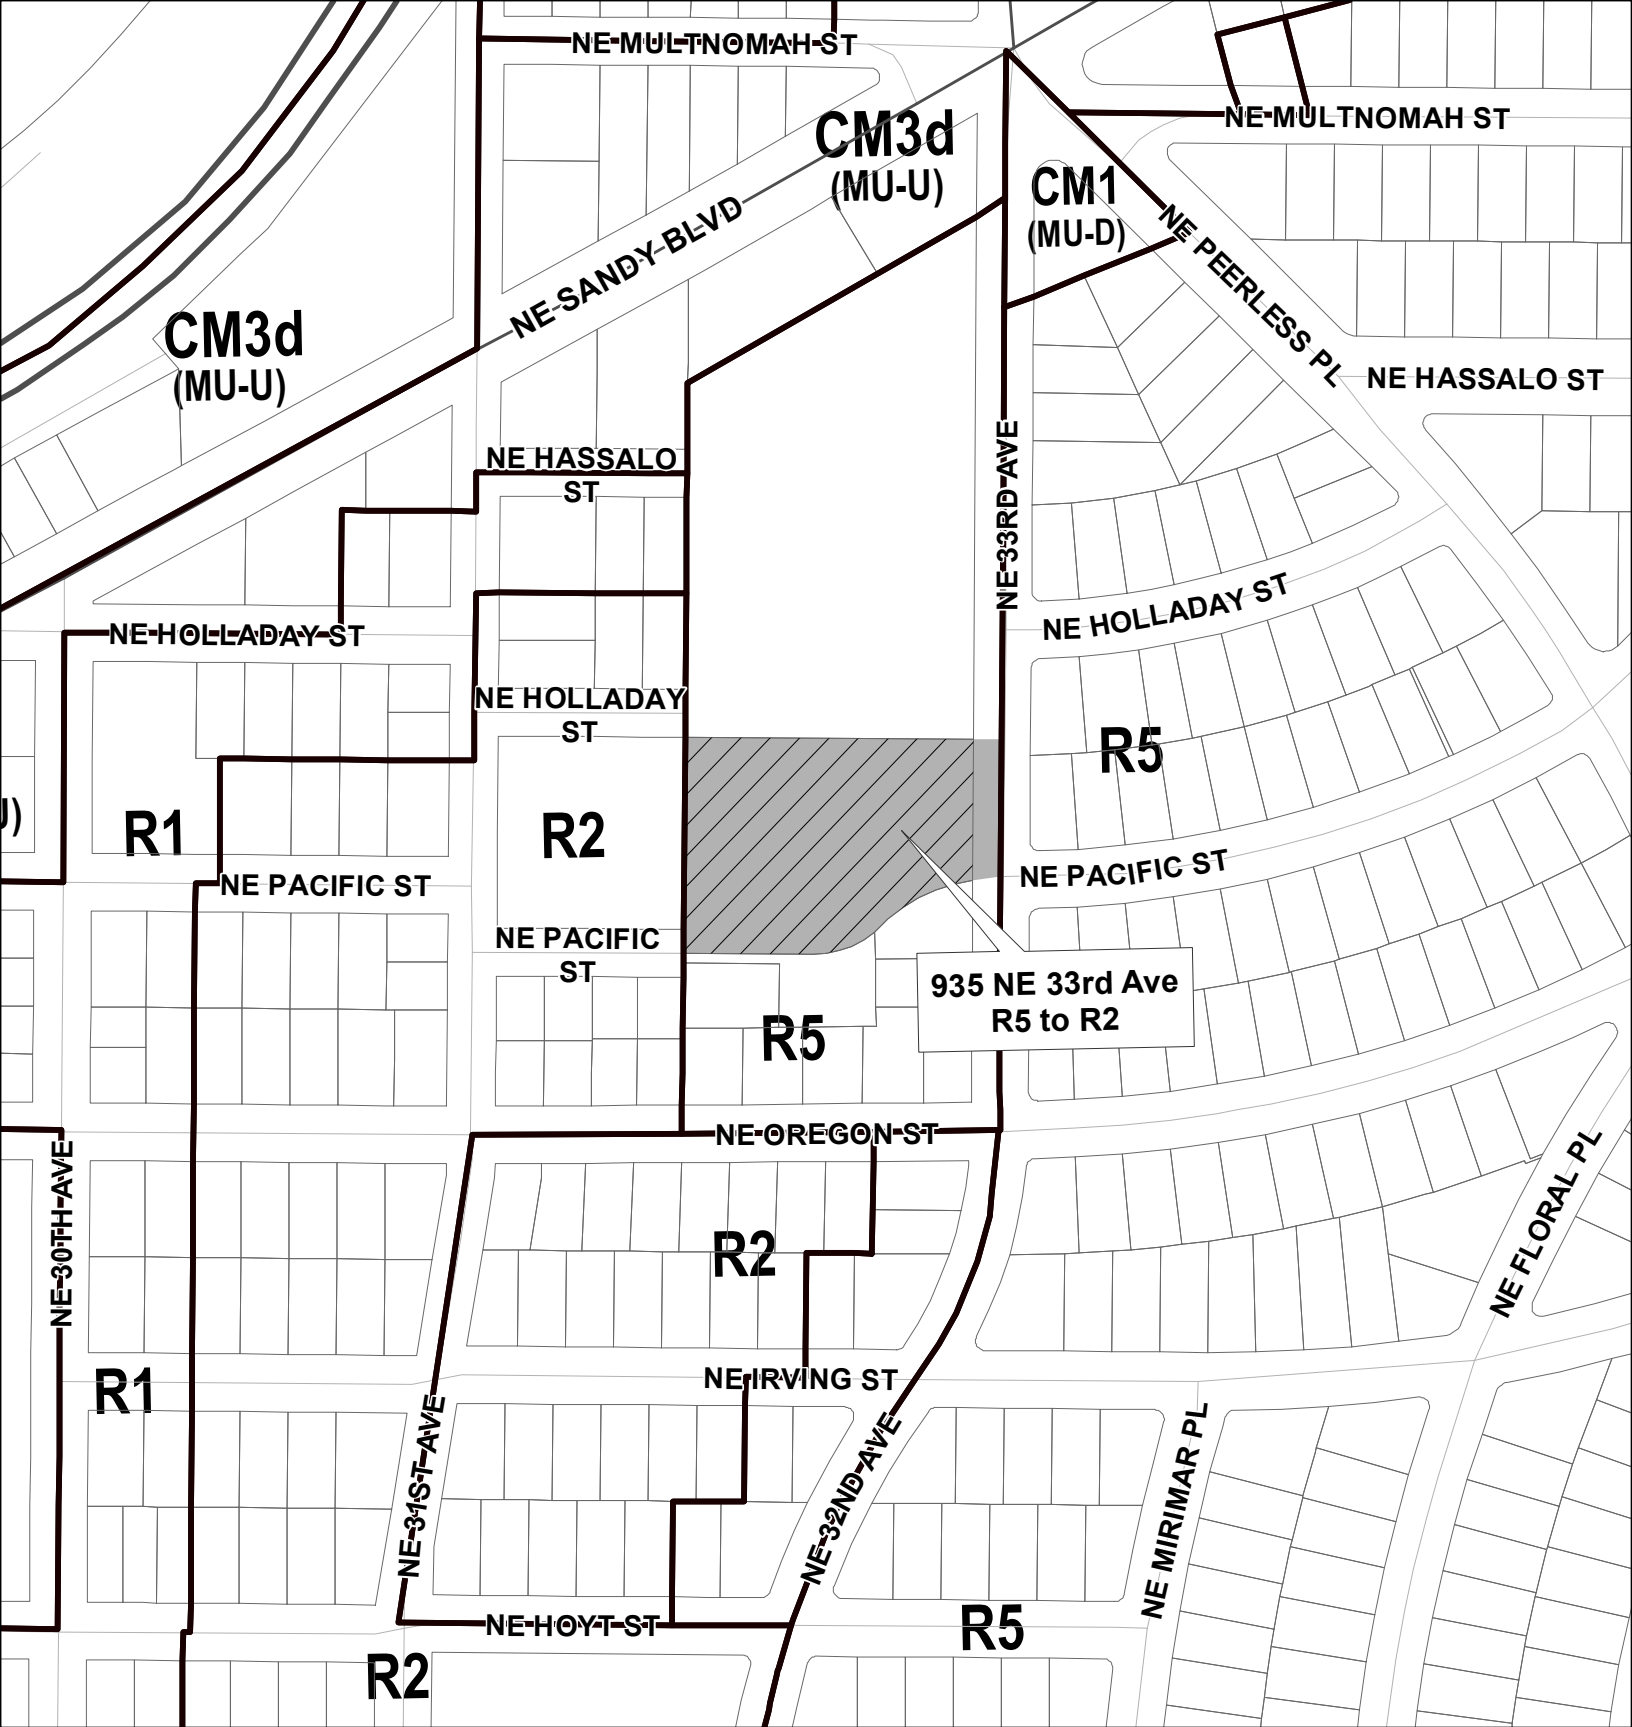 NE MULTNOMAH ST
NE MULTNOMAH ST
CM3d
(MU-U)
CM1
(MU-D)
NE SANDY BLVD
NE PEERLESS PL
CM3d
(MU-U)
NE HASSALO ST
NE HASSALO
ST
NE 33RD AVE
NE HOLLADAY ST
NE HOLLADAY ST
NE HOLLADAY
ST
R5
U)
R1
R2
NE PACIFIC ST
NE PACIFIC ST
NE PACIFIC
ST
935 NE 33rd Ave
R5 to R2
R5
NE OREGON ST
NE 30TH AVE
NE FLORAL PL
R2
R1
NE IRVING ST
NE 31ST AVE
NE 32ND AVE
NE MIRIMAR PL
NE HOYT ST
R5
R2